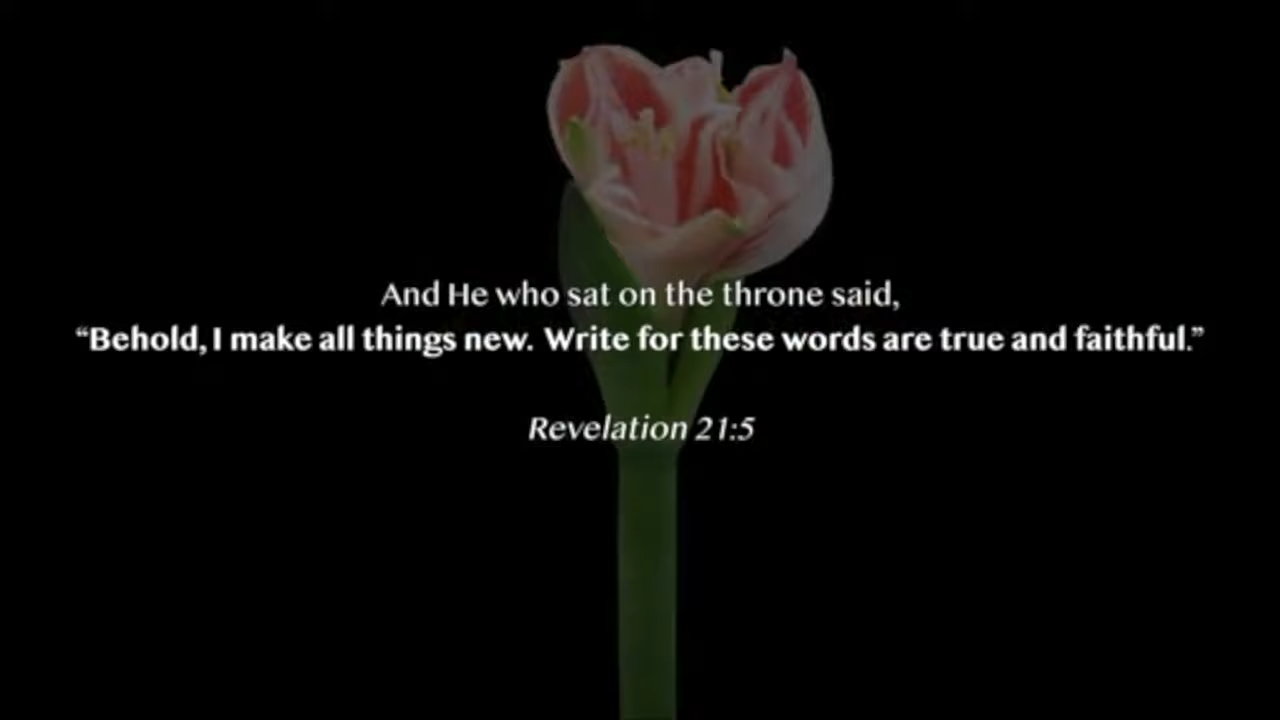 And He who sat on the throne said,
“Behold, I make all things new. Write for these words are true and faithful.”
Revelation 21:5